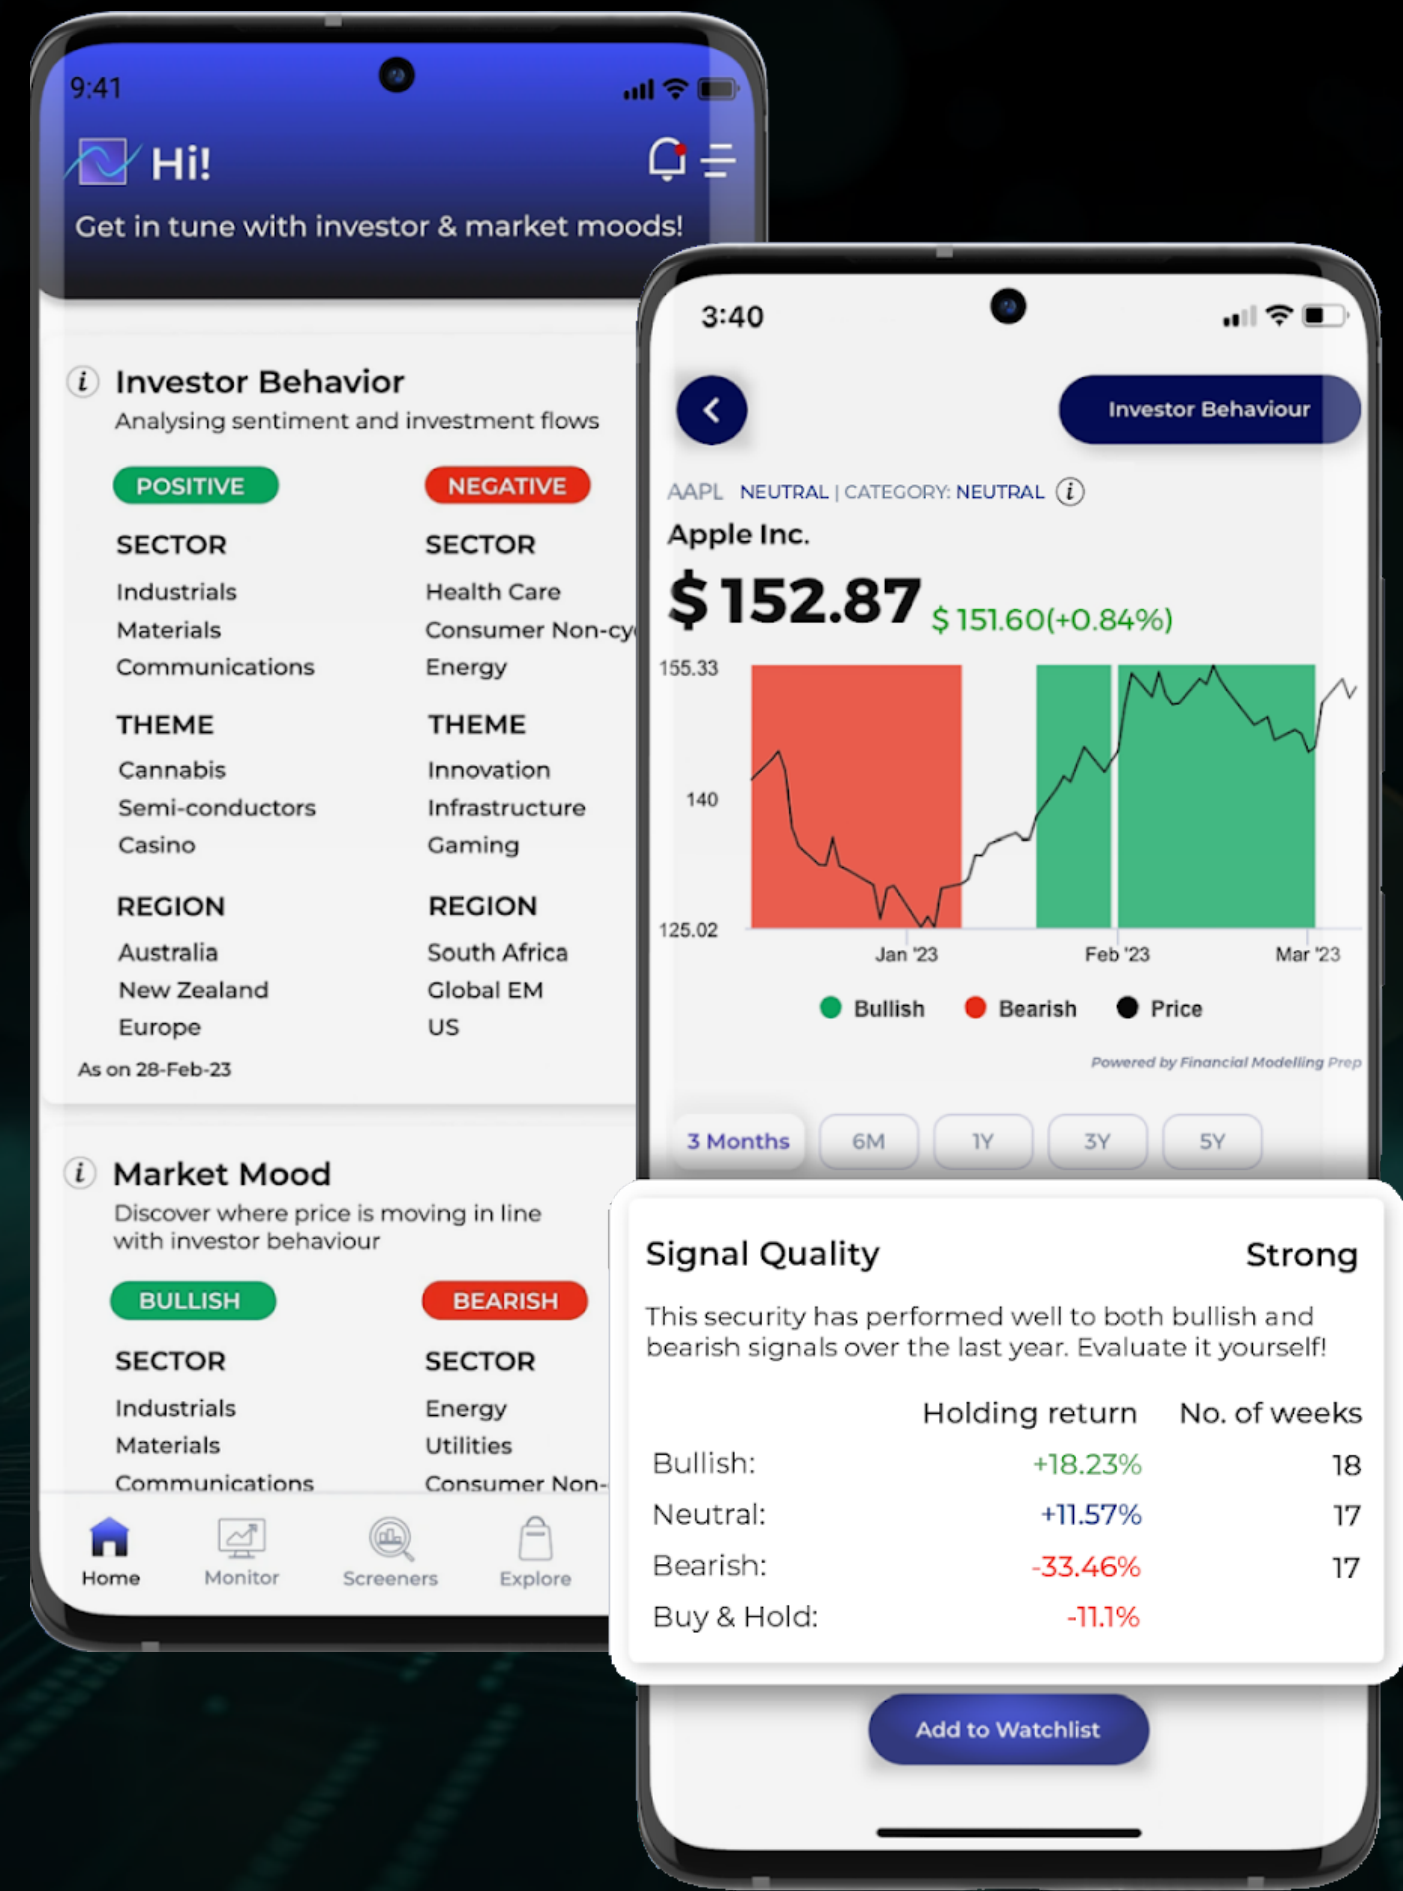 9:41
Hi!
Get in tune with investor & market moods!
Investor Behavior
Analysing sentiment and investment flows
POSITIVE NEGATIVE
SECTOR SECTOR
Industrials Health Care
Materials Consumer Non-cy
Communications Energy
THEME THEME
Cannabis Innovation
Semi-conductors Infrastructure
Casino Gaming
REGION REGION
Australia South Africa
New Zealand Global EM
Europe US
As on 28-Feb-23
Market Mood
Discover where price is moving in line
with investor behaviour
BULLISH BEARISH
SECTOR SECTOR
Industrials Energy
Materials Utilities
Communications Consumer Non-
Home Monitor Screeners Explore
3:40
Investor Behaviour
AAPL NEUTRAL | CATEGORY: NEUTRAL
Apple Inc.
$ 152.87 $ 151.60(+0.84%)
155.33
140
125.02
Jan '23 Feb '23 Mar '23
Bullish Bearish Price
Powered by Financial Modelling Prep
3 Months 6M 1Y 3Y 5Y
Signal Quality Strong
This security has performed well to both bullish and
bearish signals over the last year. Evaluate it yourself!
Holding return No. of weeks
Bullish: +18.23% 18
Neutral: +11.57% 17
Bearish: -33.46% 17
Buy & Hold: -11.1%
Add to Watchlist